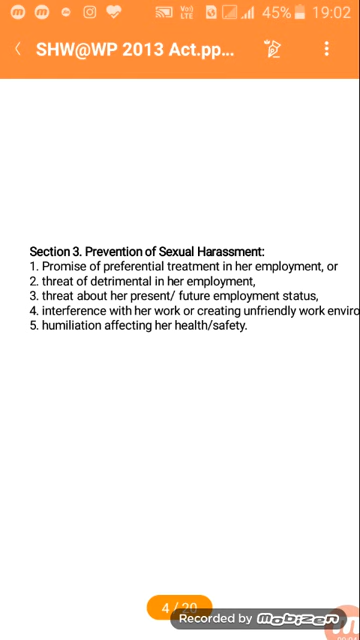 Vo))
LTE
45%
19:02
SHW@WP 2013 Act.pp...
Section 3. Prevention of Sexual Harassment:
1. Promise of preferential treatment in her employment, or
2. threat of detrimental in her employment,
3. threat about her present/ future employment status,
4. interference with her work or creating unfriendly work enviro
5. humiliation affecting her health/safety.
4 / 20
Recorded by Mobizen